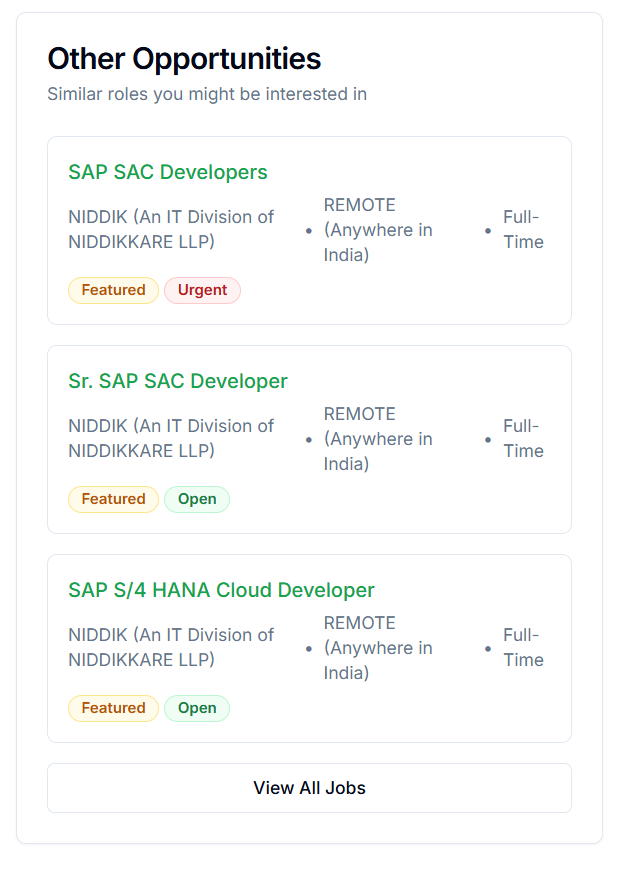 Other Opportunities
Similar roles you might be interested in
SAP SAC Developers
NIDDIK (An IT Division of
NIDDIKKARE LLP)
• REMOTE
(Anywhere in
India)
• Full-
Time
Featured Urgent
Sr. SAP SAC Developer
NIDDIK (An IT Division of
NIDDIKKARE LLP)
• REMOTE
(Anywhere in
India)
• Full-
Time
Featured Open
SAP S/4 HANA Cloud Developer
NIDDIK (An IT Division of
NIDDIKKARE LLP)
• REMOTE
(Anywhere in
India)
• Full-
Time
Featured Open
View All Jobs